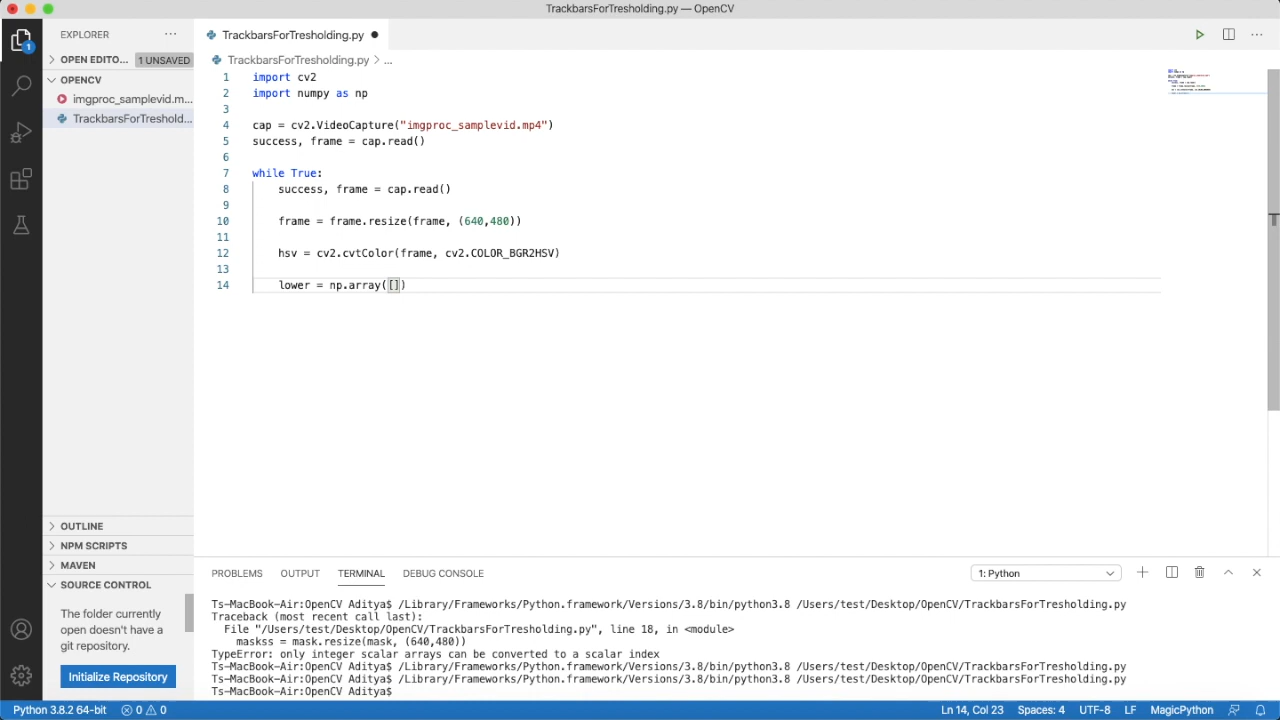 TrackbarsForTresholding.py — OpenCV
EXPLORER
OPEN EDITO... 1 UNSAVED
OPENCV
imgproc_samplevid.m...
TrackbarsForTreshold...
1
OUTLINE
NPM SCRIPTS
MAVEN
SOURCE CONTROL
The folder currently
open doesn't have a
git repository.
Initialize Repository
TrackbarsForTresholding.py
TrackbarsForTresholding.py > ...
1 import cv2
2 import numpy as np
3
4 cap = cv2.VideoCapture("imgproc_samplevid.mp4")
5 success, frame = cap.read()
6
7 while True:
8 success, frame = cap.read()
9
10 frame = frame.resize(frame, (640,480))
11
12 hsv = cv2.cvtColor(frame, cv2.COLOR_BGR2HSV)
13
14 lower = np.array([])
PROBLEMS OUTPUT TERMINAL DEBUG CONSOLE 1: Python
Ts-MacBook-Air:OpenCV Aditya$ /Library/Frameworks/Python.framework/Versions/3.8/bin/python3.8 /Users/test/Desktop/OpenCV/TrackbarsForTresholding.py
Traceback (most recent call last):
File "/Users/test/Desktop/OpenCV/TrackbarsForTresholding.py", line 18, in <module>
maskss = mask.resize(mask, (640,480))
TypeError: only integer scalar arrays can be converted to a scalar index
Ts-MacBook-Air:OpenCV Aditya$ /Library/Frameworks/Python.framework/Versions/3.8/bin/python3.8 /Users/test/Desktop/OpenCV/TrackbarsForTresholding.py
Ts-MacBook-Air:OpenCV Aditya$ /Library/Frameworks/Python.framework/Versions/3.8/bin/python3.8 /Users/test/Desktop/OpenCV/TrackbarsForTresholding.py
Ts-MacBook-Air:OpenCV Aditya$
Python 3.8.2 64-bit 0 0 Ln 14, Col 23 Spaces: 4 UTF-8 LF MagicPython